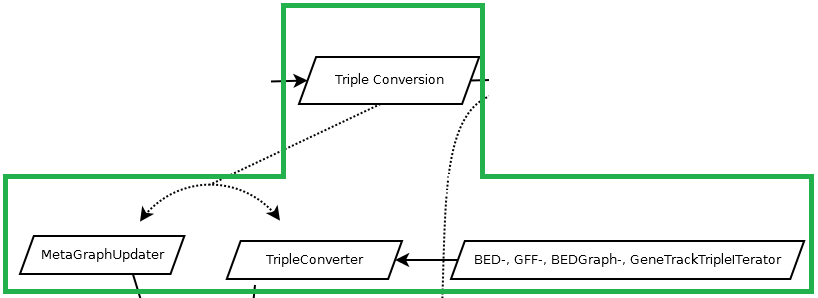 Triple Conversion
MetaGraphUpdater
TripleConverter
BED-, GFF-, BEDGraph-, GeneTrackTripleITerator